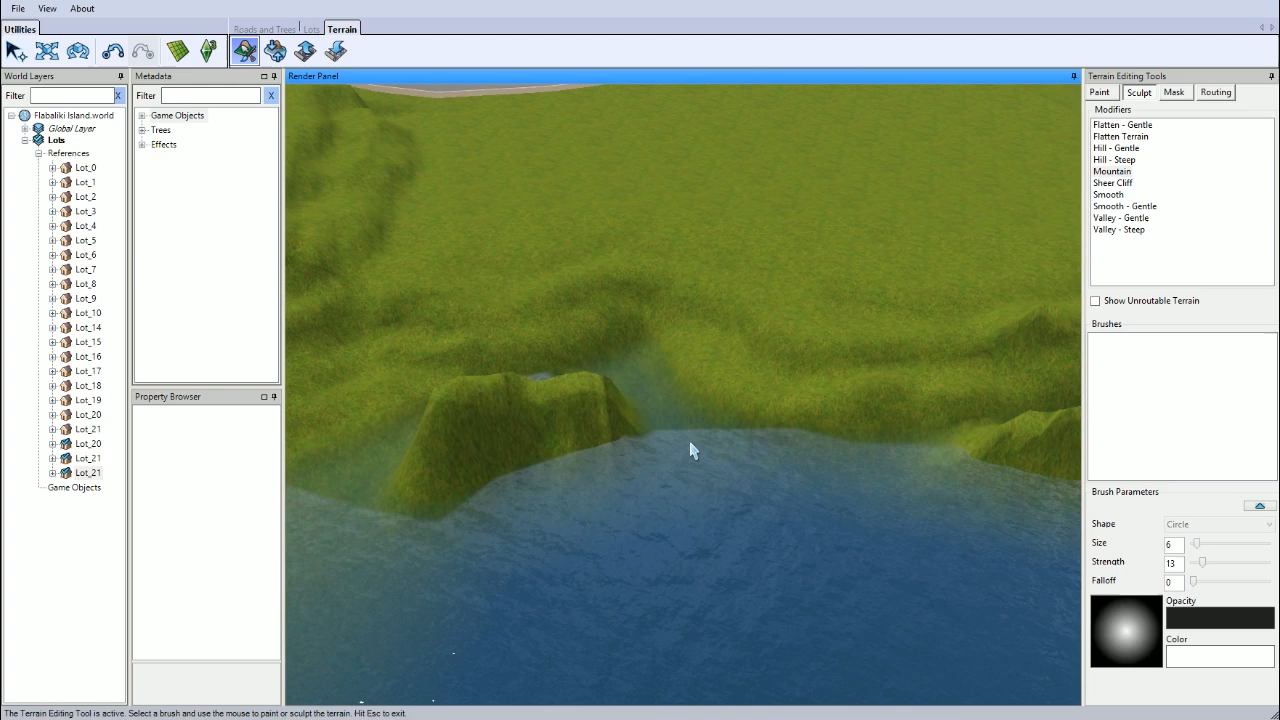 File View About
Utilities Roads and Trees Lots Terrain
World Layers
Filter X
Flabaliki Island.world
Global Layer
Lots
References
Lot_0
Lot_1
Lot_2
Lot_3
Lot_4
Lot_5
Lot_6
Lot_7
Lot_8
Lot_9
Lot_10
Lot_14
Lot_15
Lot_16
Lot_17
Lot_18
Lot_19
Lot_20
Lot_21
Lot_20
Lot_21
Lot_21
Game Objects
Metadata
Filter X
Game Objects
Trees
Effects
Property Browser
Render Panel
Terrain Editing Tools
Paint Sculpt Mask Routing
Modifiers
Flatten - Gentle
Flatten Terrain
Hill - Gentle
Hill - Steep
Mountain
Sheer Cliff
Smooth
Smooth - Gentle
Valley - Gentle
Valley - Steep
Show Unroutable Terrain
Brushes
Brush Parameters
Shape Circle
Size 6
Strength 13
Falloff 0
Opacity
Color
The Terrain Editing Tool is active. Select a brush and use the mouse to paint or sculpt the terrain. Hit Esc to exit.